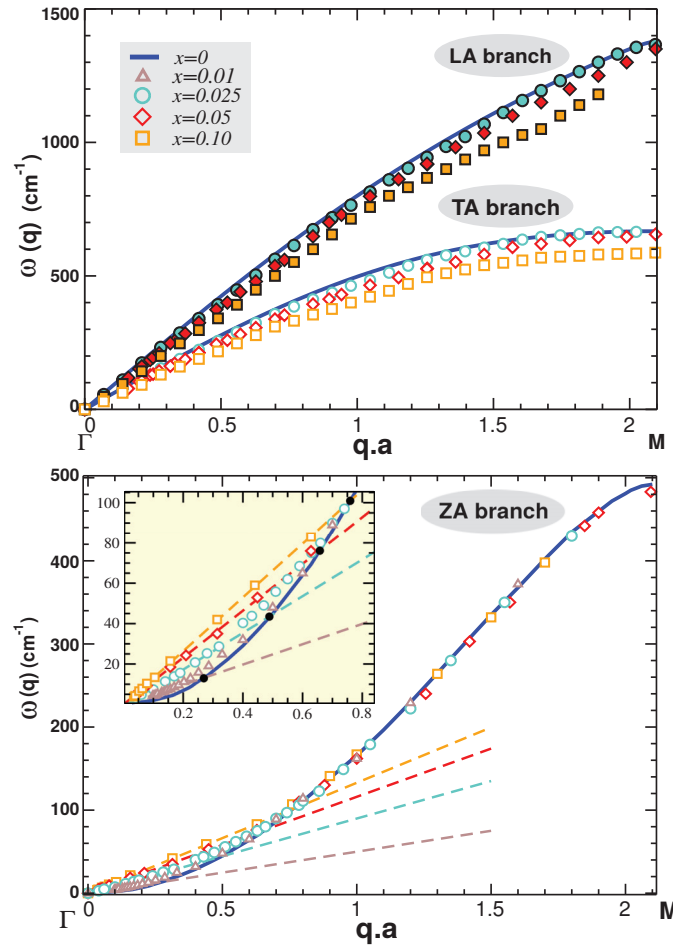 1500
1000
500
0
ω (q) (cm⁻¹)
LA branch
x=0
x=0.01
x=0.025
x=0.05
x=0.10
TA branch
0 0.5 1 1.5 2
Γ q.a M
500
400
300
200
100
0
ω(q) (cm⁻¹)
ZA branch
100
80
60
40
20
0.2 0.4 0.6 0.8
0 0.5 1 1.5 2
Γ q.a M